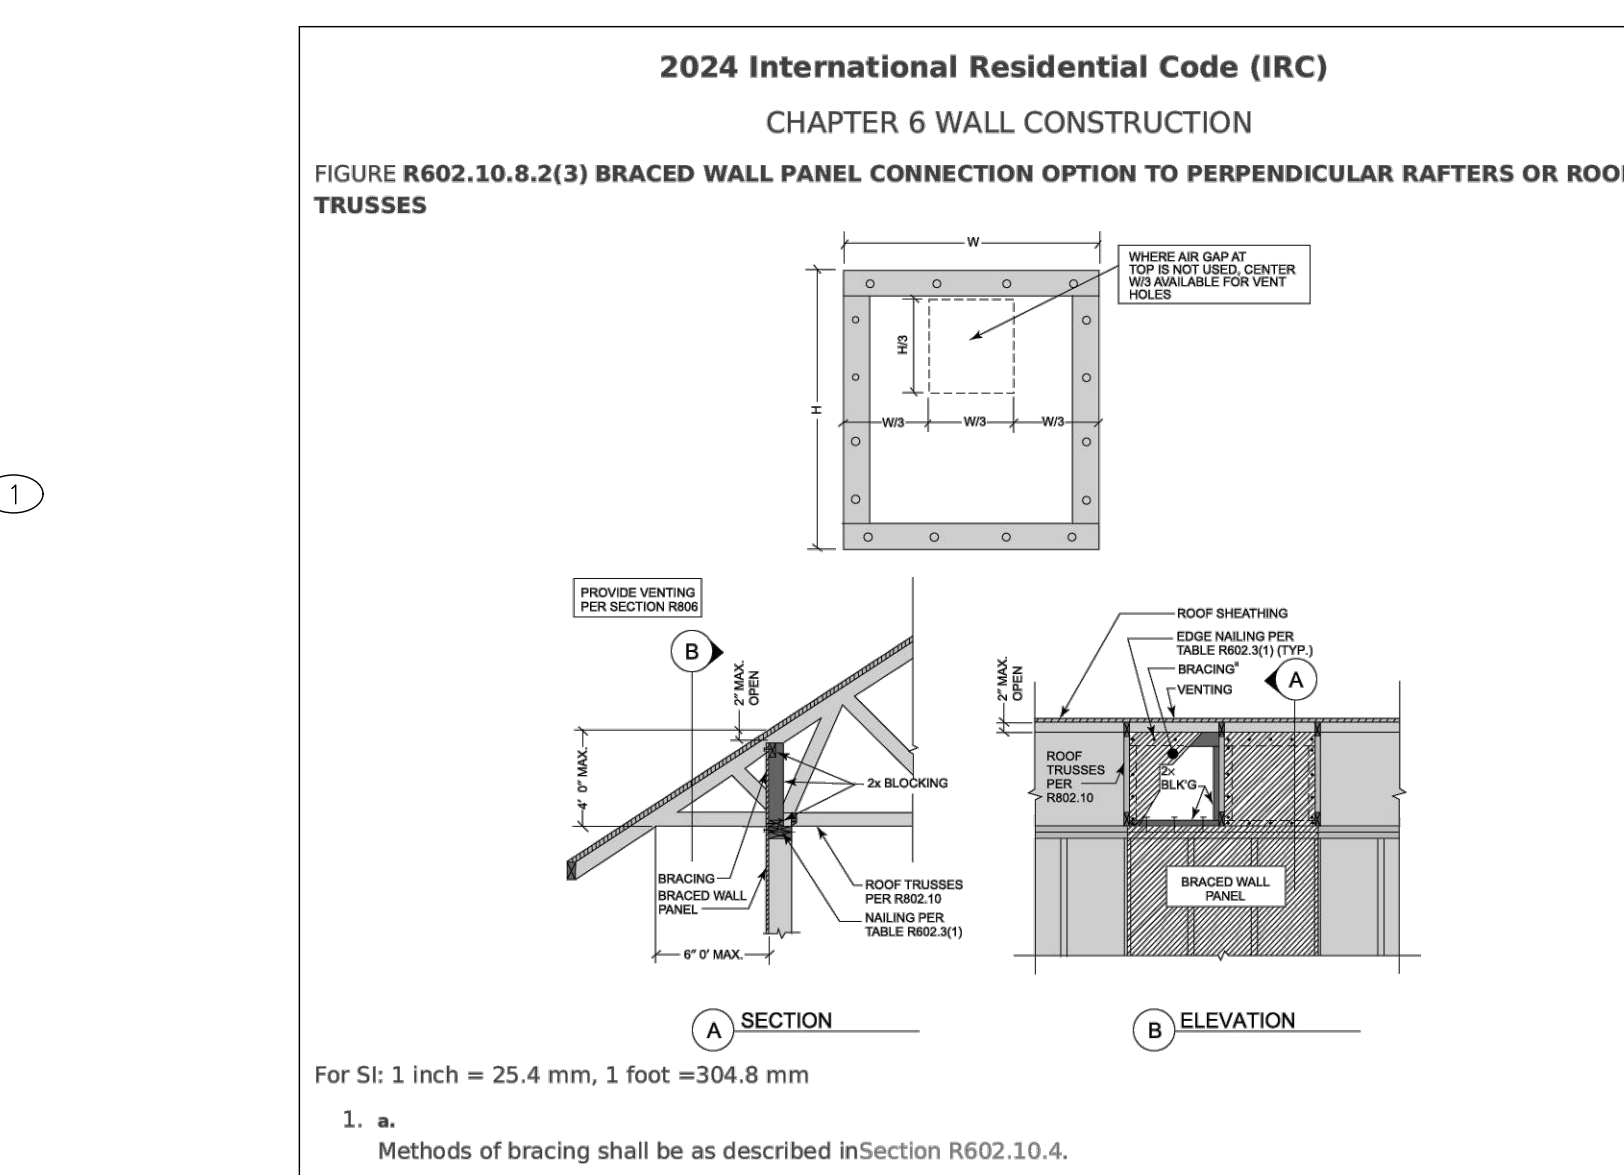 2024 International Residential Code (IRC)
CHAPTER 6 WALL CONSTRUCTION
FIGURE R602.10.8.2(3) BRACED WALL PANEL CONNECTION OPTION TO PERPENDICULAR RAFTERS OR ROO
TRUSSES
W
WHERE AIR GAP AT
TOP IS NOT USED, CENTER
W/3 AVAILABLE FOR VENT
HOLES
H/3
H
W/3
W/3
W/3
1
PROVIDE VENTING
PER SECTION R806
B
2" MAX.
OPEN
4' 0" MAX.
2x BLOCKING
BRACING
BRACED WALL
PANEL
ROOF TRUSSES
PER R802.10
NAILING PER
TABLE R602.3(1)
6" 0' MAX.
A SECTION
ROOF SHEATHING
EDGE NAILING PER
TABLE R602.3(1) (TYP.)
BRACINGª
VENTING
A
2" MAX.
OPEN
ROOF
TRUSSES
PER
R802.10
2x
BLK'G
BRACED WALL
PANEL
B ELEVATION
For SI: 1 inch = 25.4 mm, 1 foot =304.8 mm
1. a.
Methods of bracing shall be as described inSection R602.10.4.